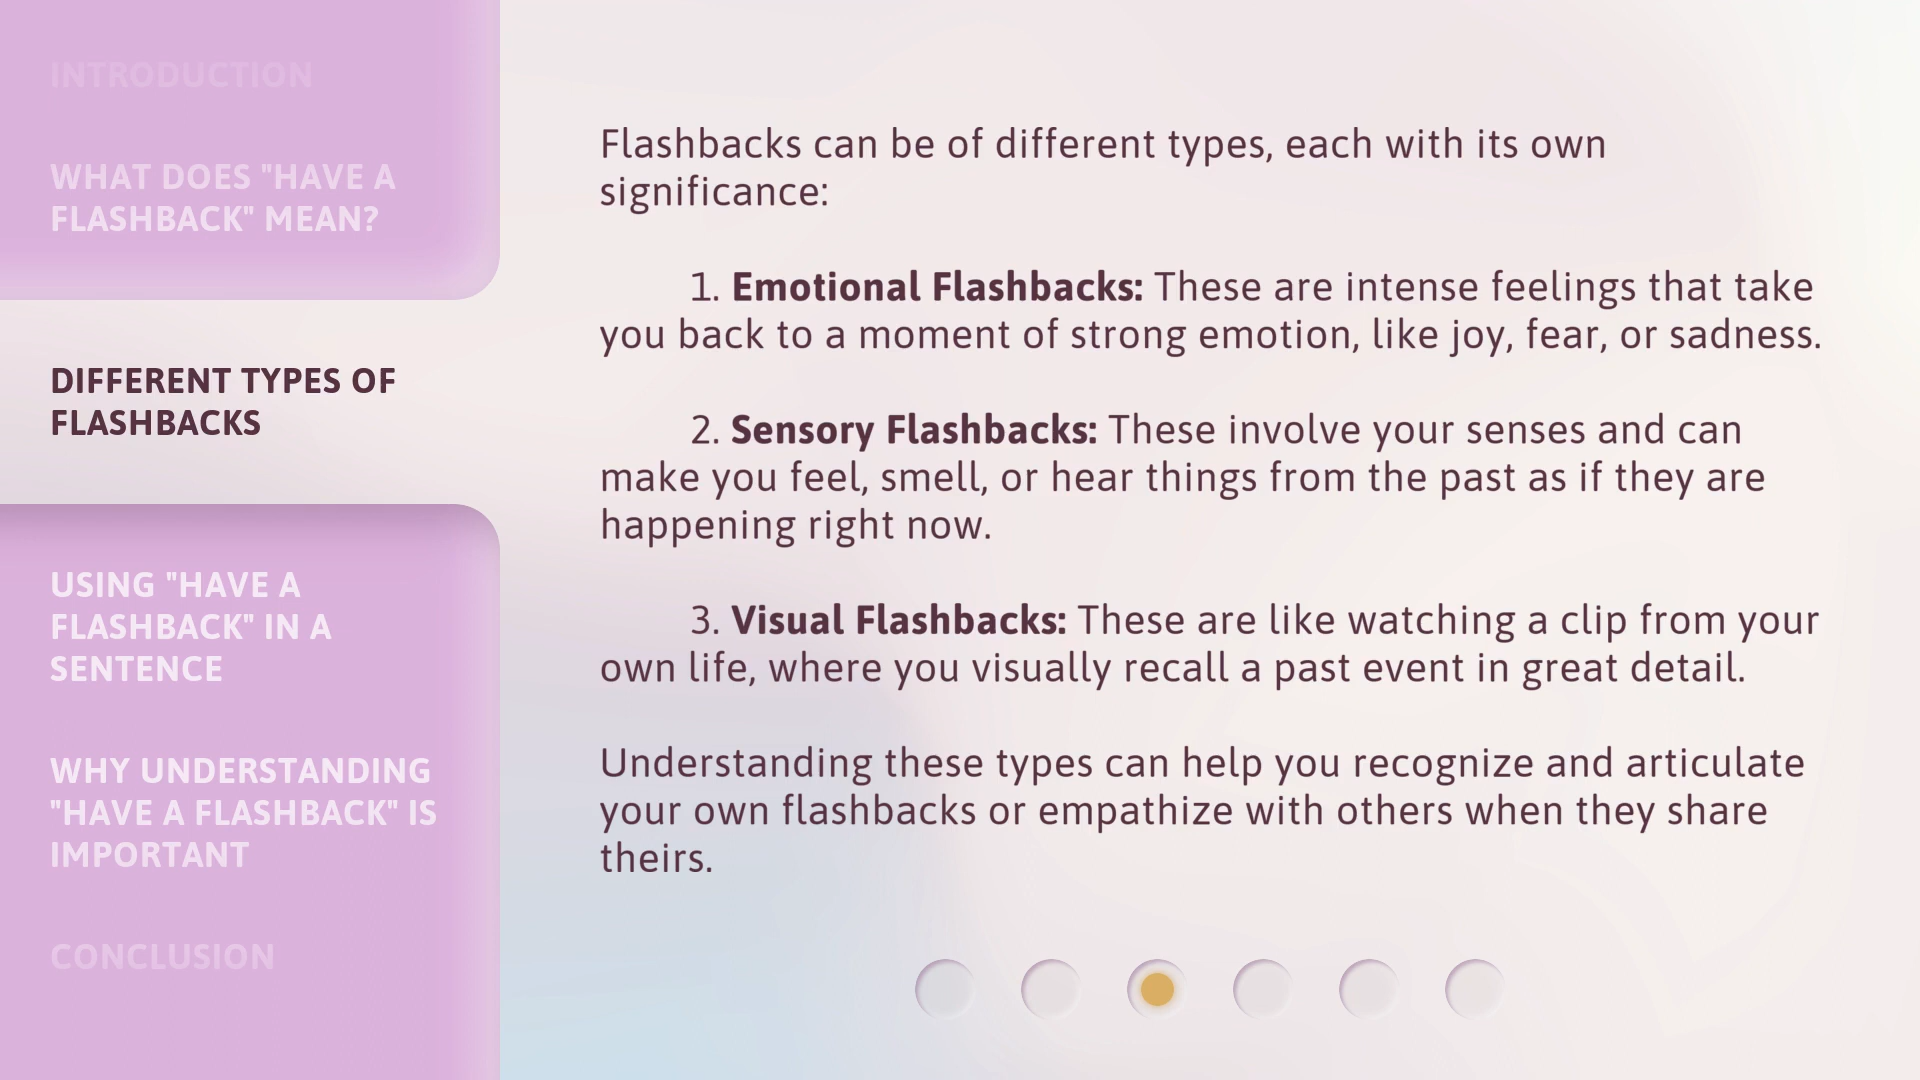 INTRODUCTION
WHAT DOES "HAVE A
FLASHBACK" MEAN?
DIFFERENT TYPES OF
FLASHBACKS
USING "HAVE A
FLASHBACK" IN A
SENTENCE
WHY UNDERSTANDING
"HAVE A FLASHBACK" IS
IMPORTANT
CONCLUSION
Flashbacks can be of different types, each with its own
significance:
1. Emotional Flashbacks: These are intense feelings that take
you back to a moment of strong emotion, like joy, fear, or sadness.
2. Sensory Flashbacks: These involve your senses and can
make you feel, smell, or hear things from the past as if they are
happening right now.
3. Visual Flashbacks: These are like watching a clip from your
own life, where you visually recall a past event in great detail.
Understanding these types can help you recognize and articulate
your own flashbacks or empathize with others when they share
theirs.